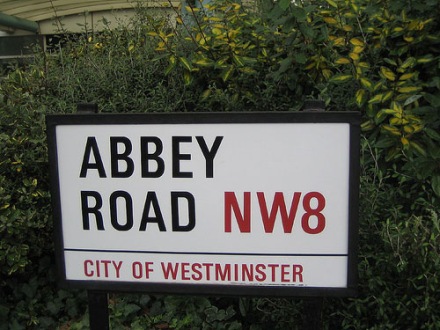 ABBEY
ROAD NW8
CITY OF WESTMINSTER